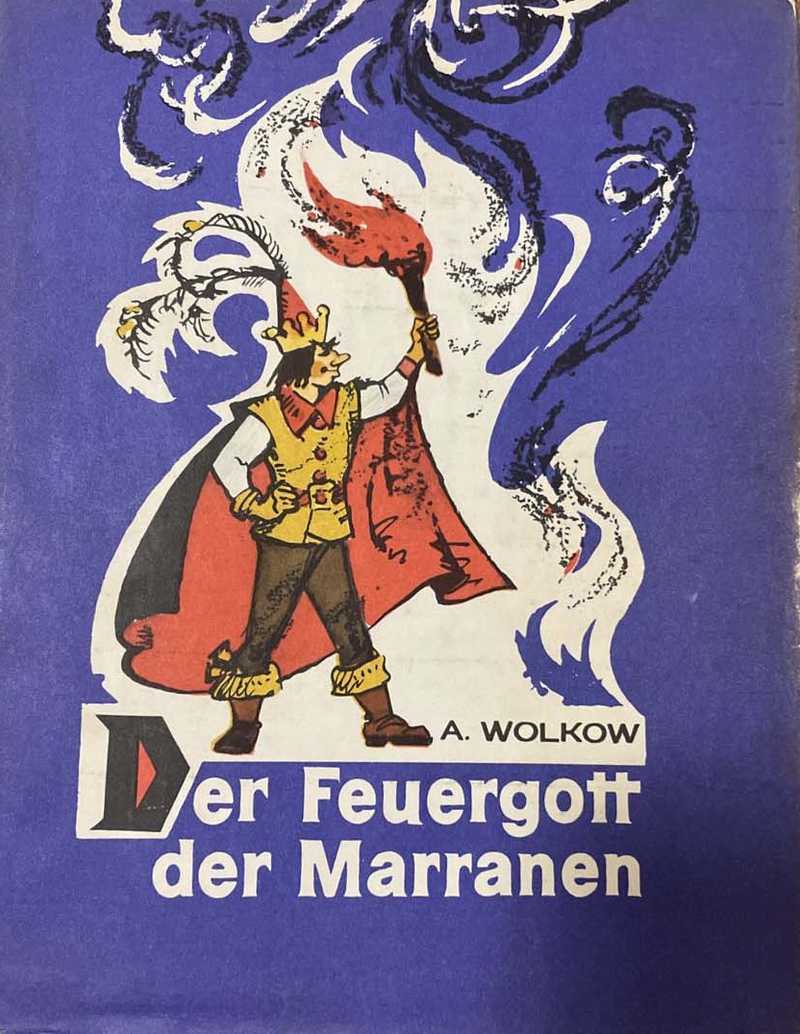 A. WOLKOW
Der Feuergott
der Marranen